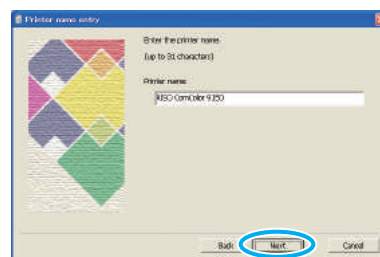 Printer name entry
Enter the printer name.
(up to 31 characters)
Printer name:
RISO ComColor 9150
Back
Next
Cancel